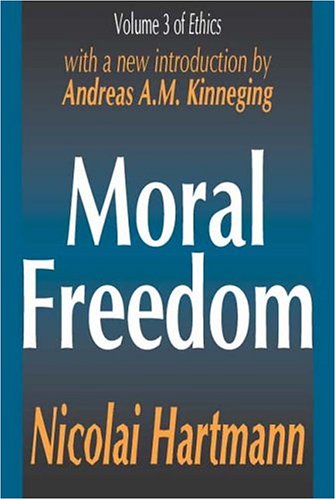 Volume 3 of Ethics
with a new introduction by
Andreas A.M. Kinneging
Moral
Freedom
Nicolai Hartmann